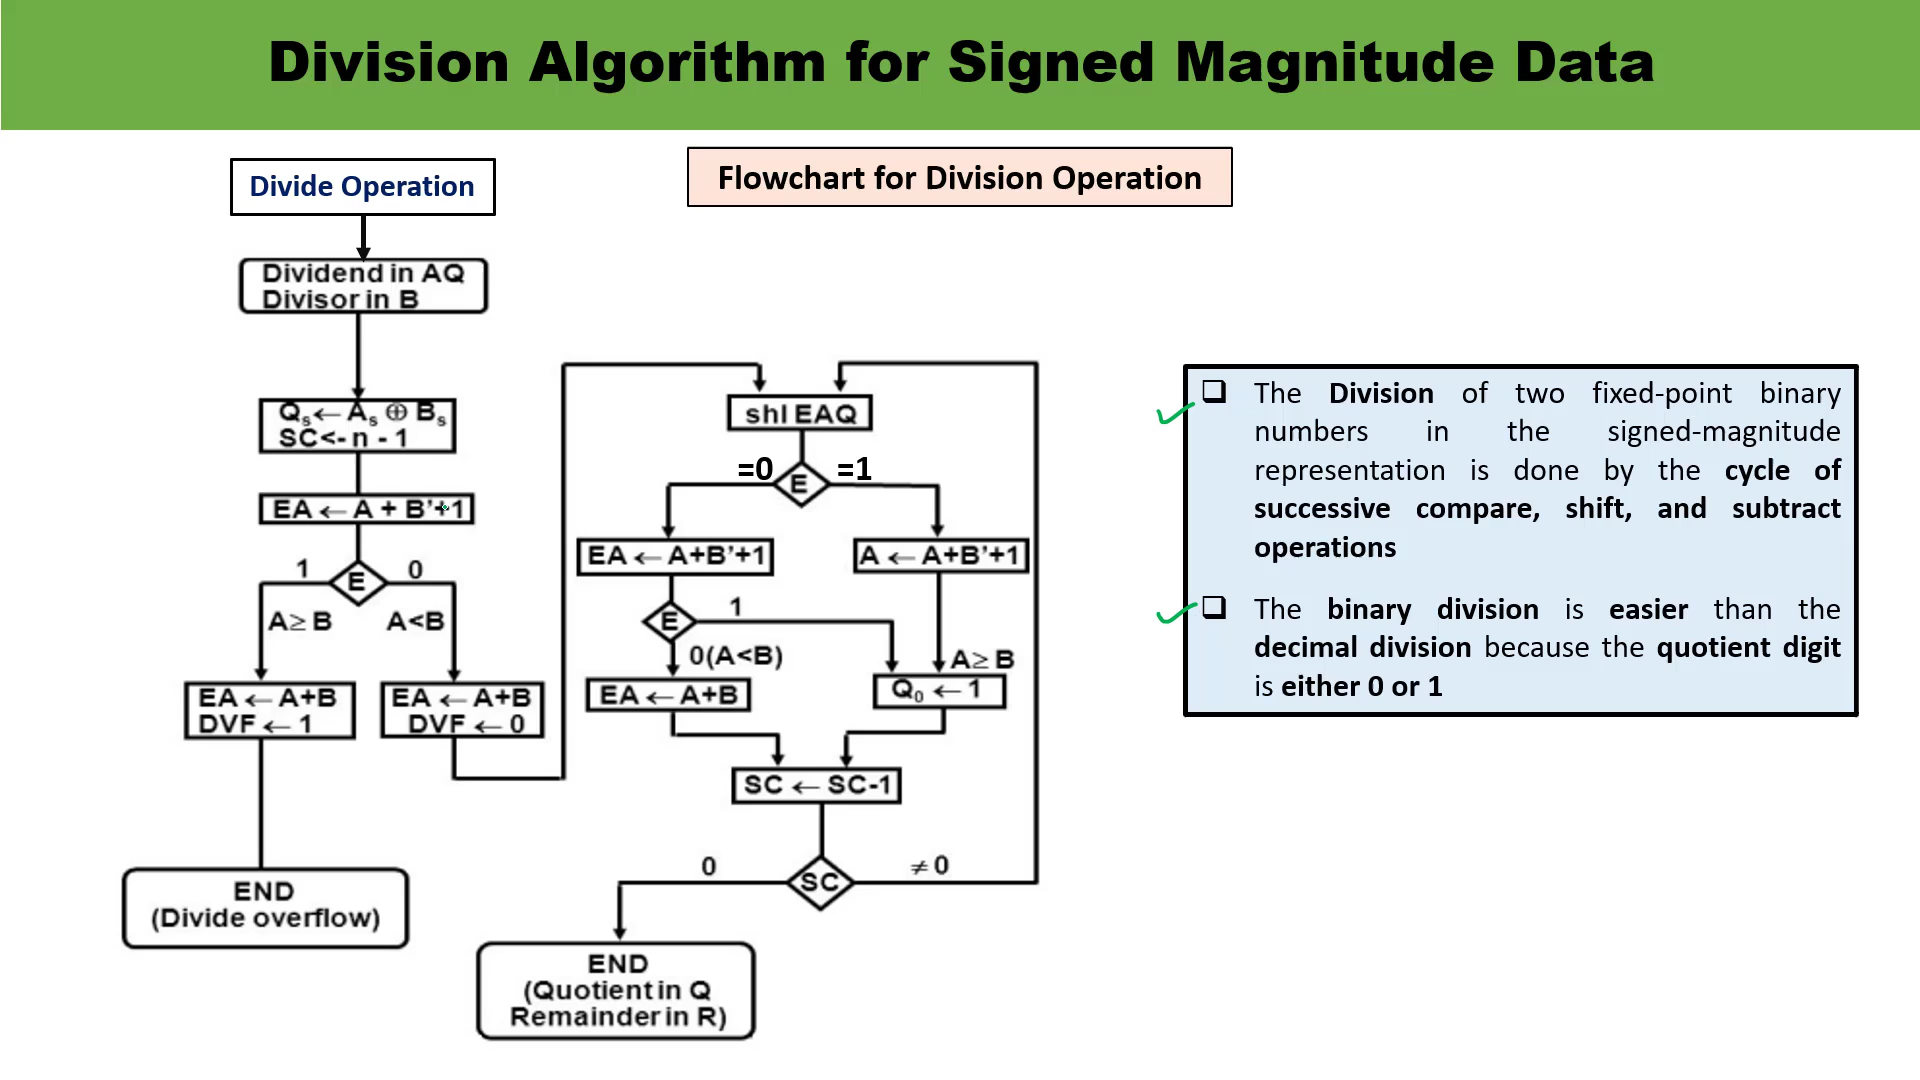 Division Algorithm for Signed Magnitude Data
Divide Operation
Flowchart for Division Operation
Dividend in AQ
Divisor in B
Qs ← As ⊕ Bs
SC<- n - 1
EA ← A + B’+1
E
1
0
A≥ B
A<B
EA ← A+B
DVF ← 1
EA ← A+B
DVF ← 0
END
(Divide overflow)
shl EAQ
=0
=1
E
EA ← A+B’+1
A ← A+B’+1
E
1
0(A<B)
A≥ B
EA ← A+B
Q₀ ← 1
SC ← SC-1
0
≠ 0
SC
END
(Quotient in Q
Remainder in R)
❑ The Division of two fixed-point binary
numbers in the signed-magnitude
representation is done by the cycle of
successive compare, shift, and subtract
operations
❑ The binary division is easier than the
decimal division because the quotient digit
is either 0 or 1